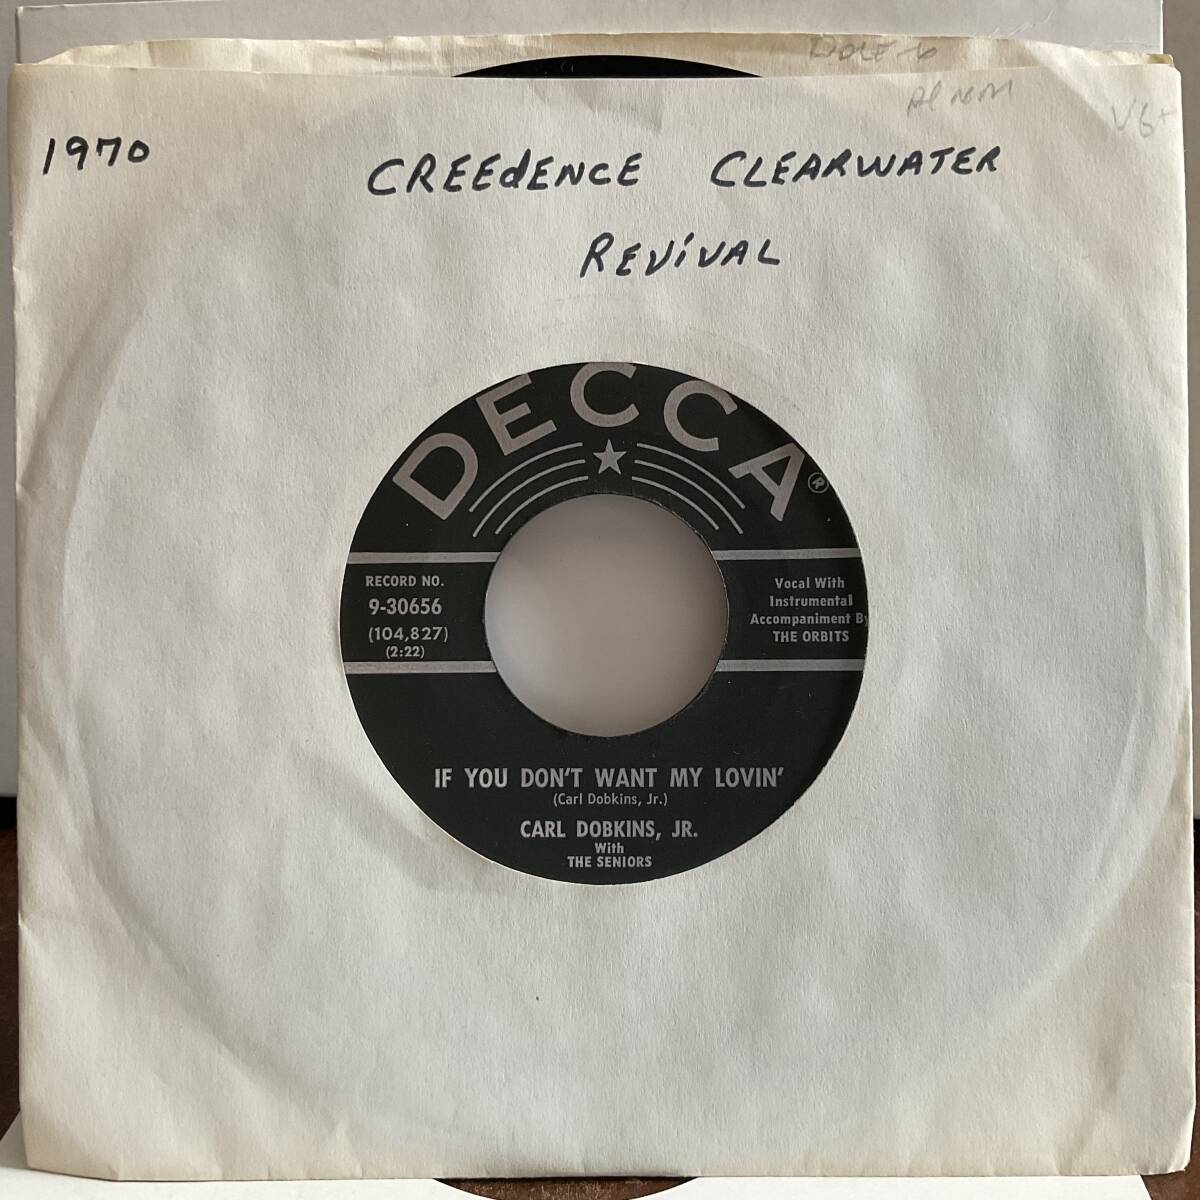 1970
CREEdENCE CLEARWATER
REViVAL
VG+
DECCA®
RECORD NO.
9-30656
(104,827)
(2:22)
Vocal With
Instrumental
Accompaniment By
THE ORBITS
IF YOU DON'T WANT MY LOVIN'
(Carl Dobkins, Jr.)
CARL DOBKINS, JR.
With
THE SENIORS